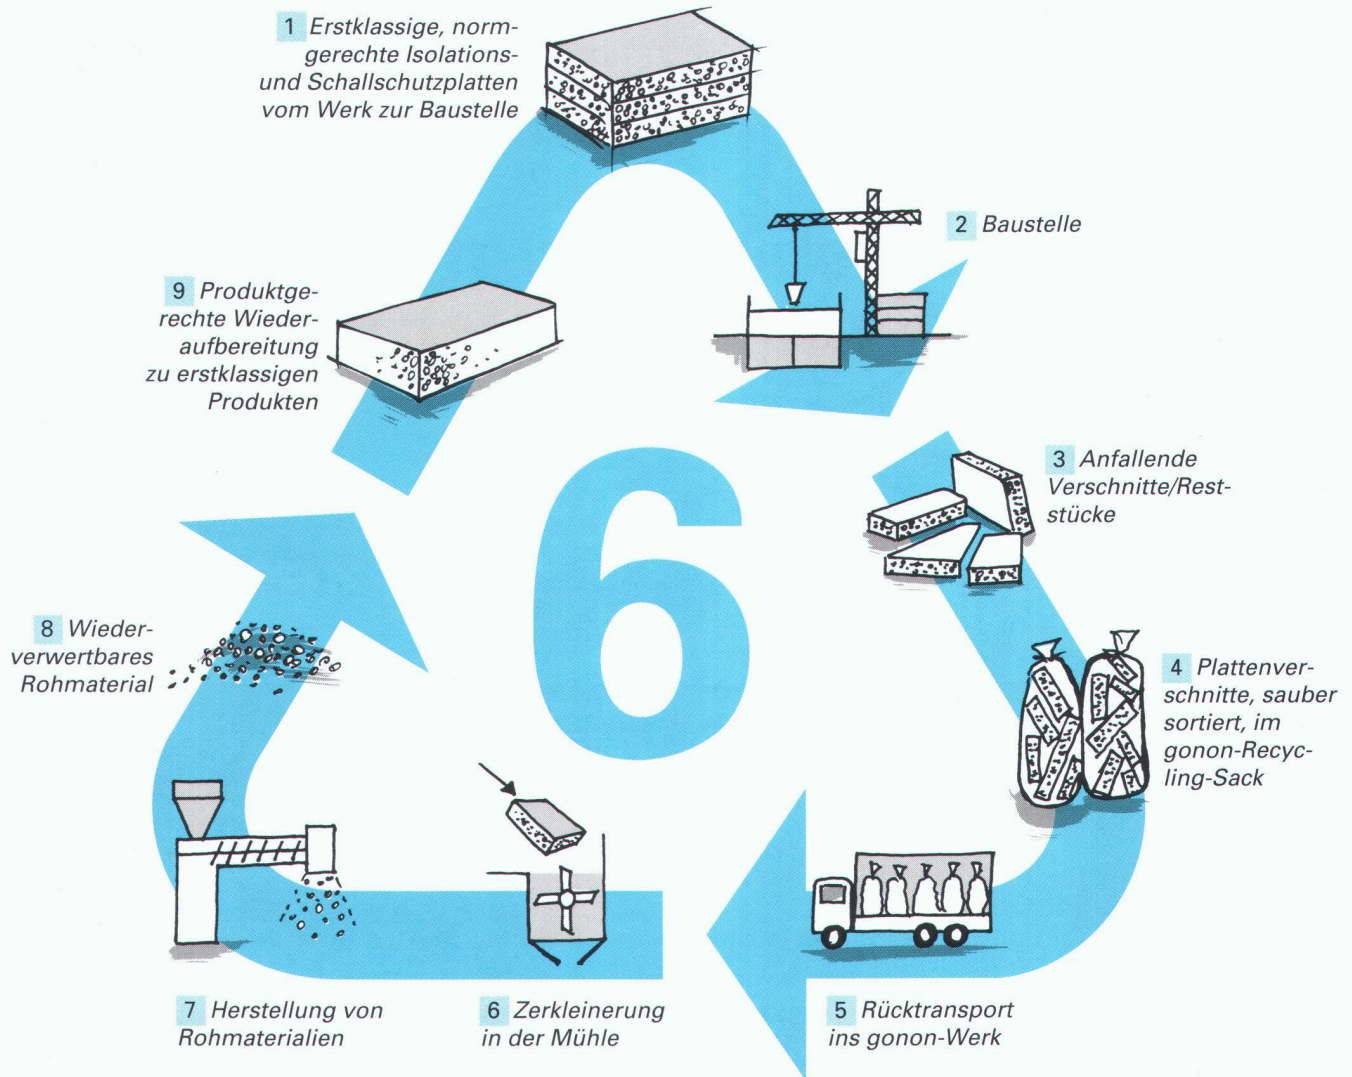 1 Erstklassige, norm-
gerechte Isolations-
und Schallschutzplatten
vom Werk zur Baustelle
2 Baustelle
3 Anfallende
Verschnitte/Rest-
stücke
4 Plattenver-
schnitte, sauber
sortiert, im
gonon-Recyc-
ling-Sack
5 Rücktransport
ins gonon-Werk
6 Zerkleinerung
in der Mühle
7 Herstellung von
Rohmaterialien
8 Wieder-
verwertbares
Rohmaterial
9 Produktge-
rechte Wieder-
aufbereitung
zu erstklassigen
Produkten
6